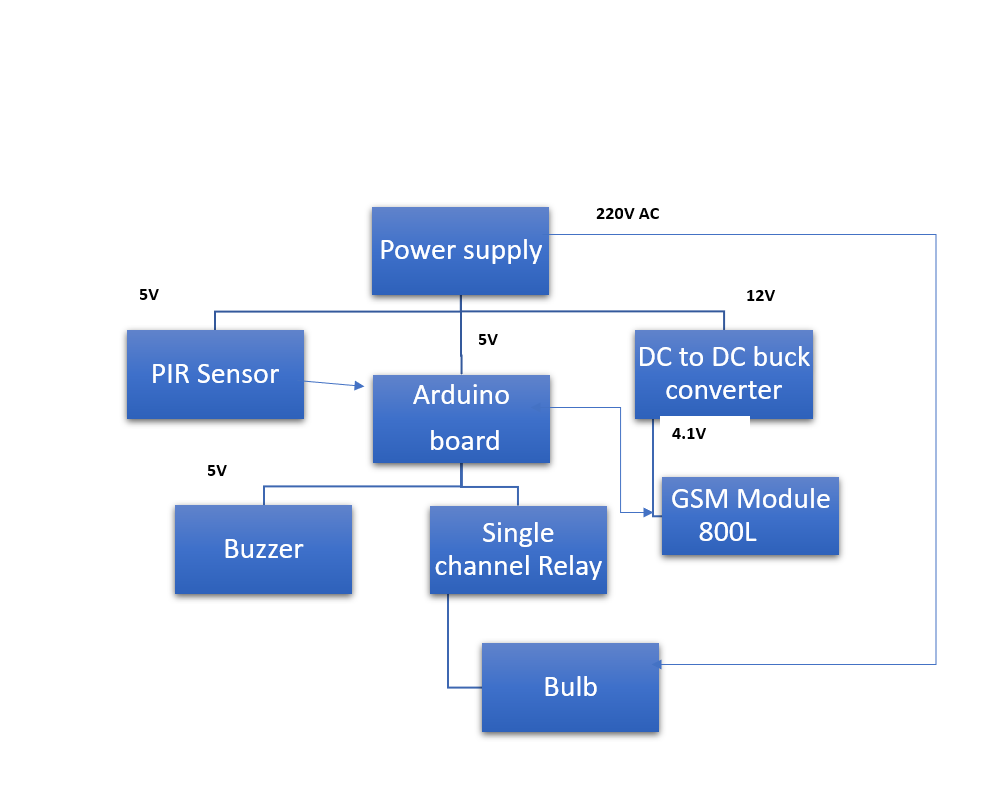 220V AC
Power supply
5V
12V
5V
PIR Sensor
DC to DC buck
converter
Arduino
board
4.1V
5V
GSM Module
800L
Buzzer
Single
channel Relay
Bulb